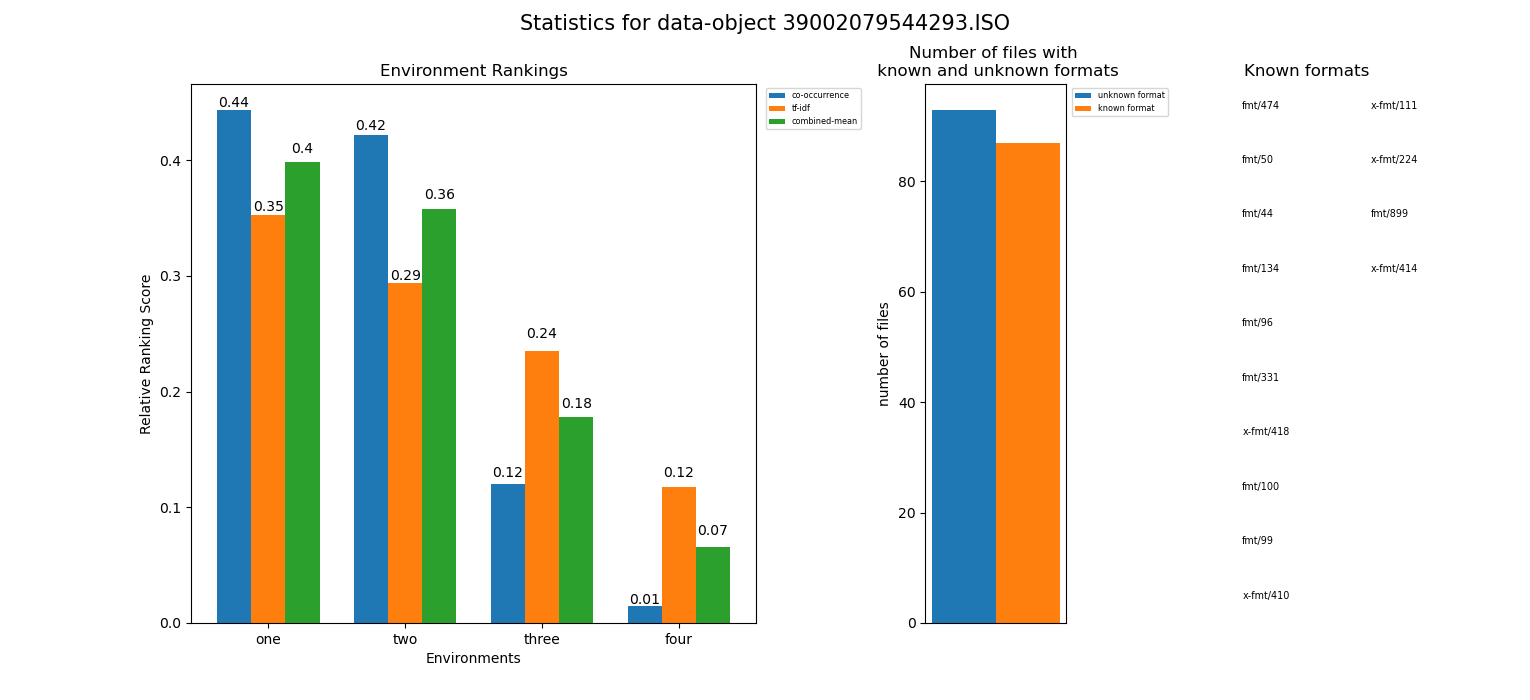 Statistics for data-object 39002079544293.ISO
Environment Rankings
Relative Ranking Score
0.4
0.3
0.2
0.1
0.0
0.44
0.35
0.4
0.42
0.29
0.36
0.12
0.24
0.18
0.01
0.12
0.07
one two three four
Environments
co-occurrence
tf-idf
combined-mean
Number of files with
known and unknown formats
number of files
80
60
40
20
0
unknown format
known format
Known formats
fmt/474 x-fmt/111
fmt/50 x-fmt/224
fmt/44 fmt/899
fmt/134 x-fmt/414
fmt/96
fmt/331
x-fmt/418
fmt/100
fmt/99
x-fmt/410